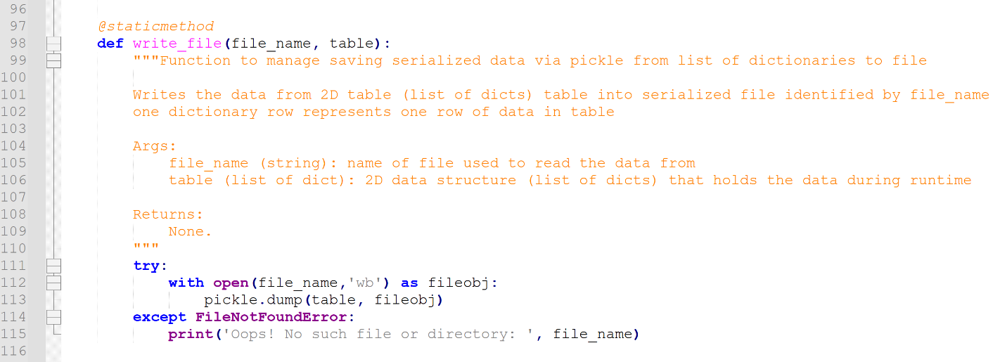 96
97 @staticmethod
98 def write_file(file_name, table):
99 """Function to manage saving serialized data via pickle from list of dictionaries to file
100
101 Writes the data from 2D table (list of dicts) table into serialized file identified by file_name
102 one dictionary row represents one row of data in table
103
104 Args:
105 file_name (string): name of file used to read the data from
106 table (list of dict): 2D data structure (list of dicts) that holds the data during runtime
107
108 Returns:
109 None.
110 """
111 try:
112 with open(file_name,'wb') as fileobj:
113 pickle.dump(table, fileobj)
114 except FileNotFoundError:
115 print('Oops! No such file or directory: ', file_name)
116